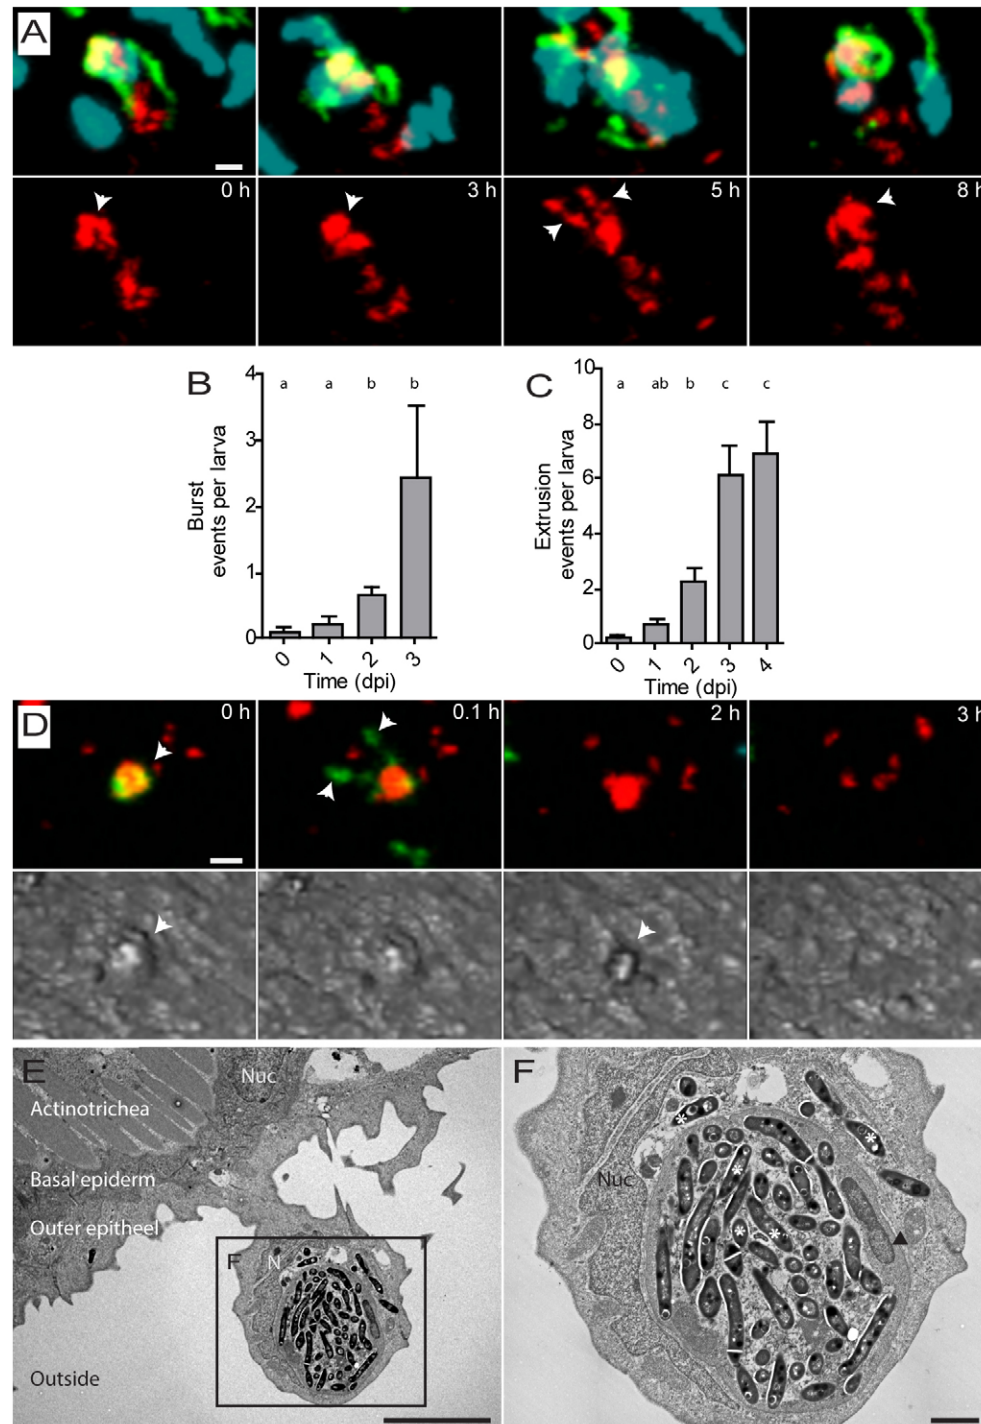 A
0 h
3 h
5 h
8 h
B
4
3
2
1
0
a a b b
Burst
events per larva
0 1 2 3
Time (dpi)
C
10
8
6
4
2
0
a ab b c c
Extrusion
events per larva
0 1 2 3 4
Time (dpi)
D
0 h
0.1 h
2 h
3 h
E
Nuc
Actinotrichea
Basal epiderm
Outer epitheel
F
N
Outside
F
Nuc
*
*
*
*
*